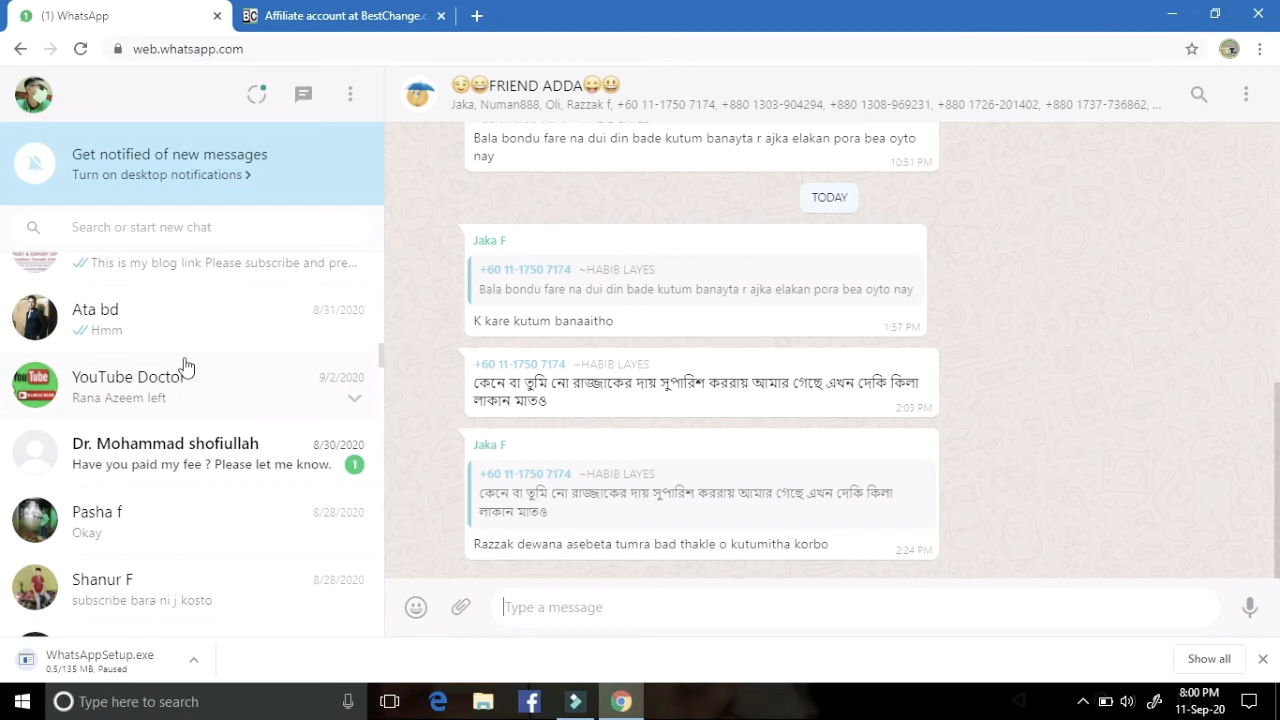 (1) WhatsApp
Affiliate account at BestChange.c
web.whatsapp.com
😏😄FRIEND ADDA😛😃
Jaka, Numan888, Oli, Razzak f, +60 11-1750 7174, +880 1303-904294, +880 1308-969231, +880 1726-201402, +880 1737-736862, ...
Get notified of new messages
Turn on desktop notifications >
Search or start new chat
This is my blog link Please subscribe and pre...
Ata bd
8/31/2020
Hmm
YouTube Doctor
9/2/2020
Rana Azeem left
Dr. Mohammad shofiullah
8/30/2020
Have you paid my fee ? Please let me know.
1
Pasha f
8/28/2020
Okay
Shanur F
8/28/2020
subscribe bara ni j kosto
Bala bondu fare na dui din bade kutum banayta r ajka elakan pora bea oyto
nay
10:51 PM
TODAY
Jaka F
+60 11-1750 7174 ~HABIB LAYES
Bala bondu fare na dui din bade kutum banayta r ajka elakan pora bea oyto nay
K kare kutum banaaitho
1:57 PM
+60 11-1750 7174 ~HABIB LAYES
কেনে বা তুমি নো রাজ্জাকের দায় সুপারিশ কররায় আমার গেছে এখন দেকি কিলা
লাকান মাতও
2:03 PM
Jaka F
+60 11-1750 7174 ~HABIB LAYES
কেনে বা তুমি নো রাজ্জাকের দায় সুপারিশ কররায় আমার গেছে এখন দেকি কিলা
লাকান মাতও
Razzak dewana asebeta tumra bad thakle o kutumitha korbo
2:24 PM
Type a message
WhatsAppSetup.exe
0.5/135 MB, Paused
Show all
Type here to search
8:00 PM
11-Sep-20